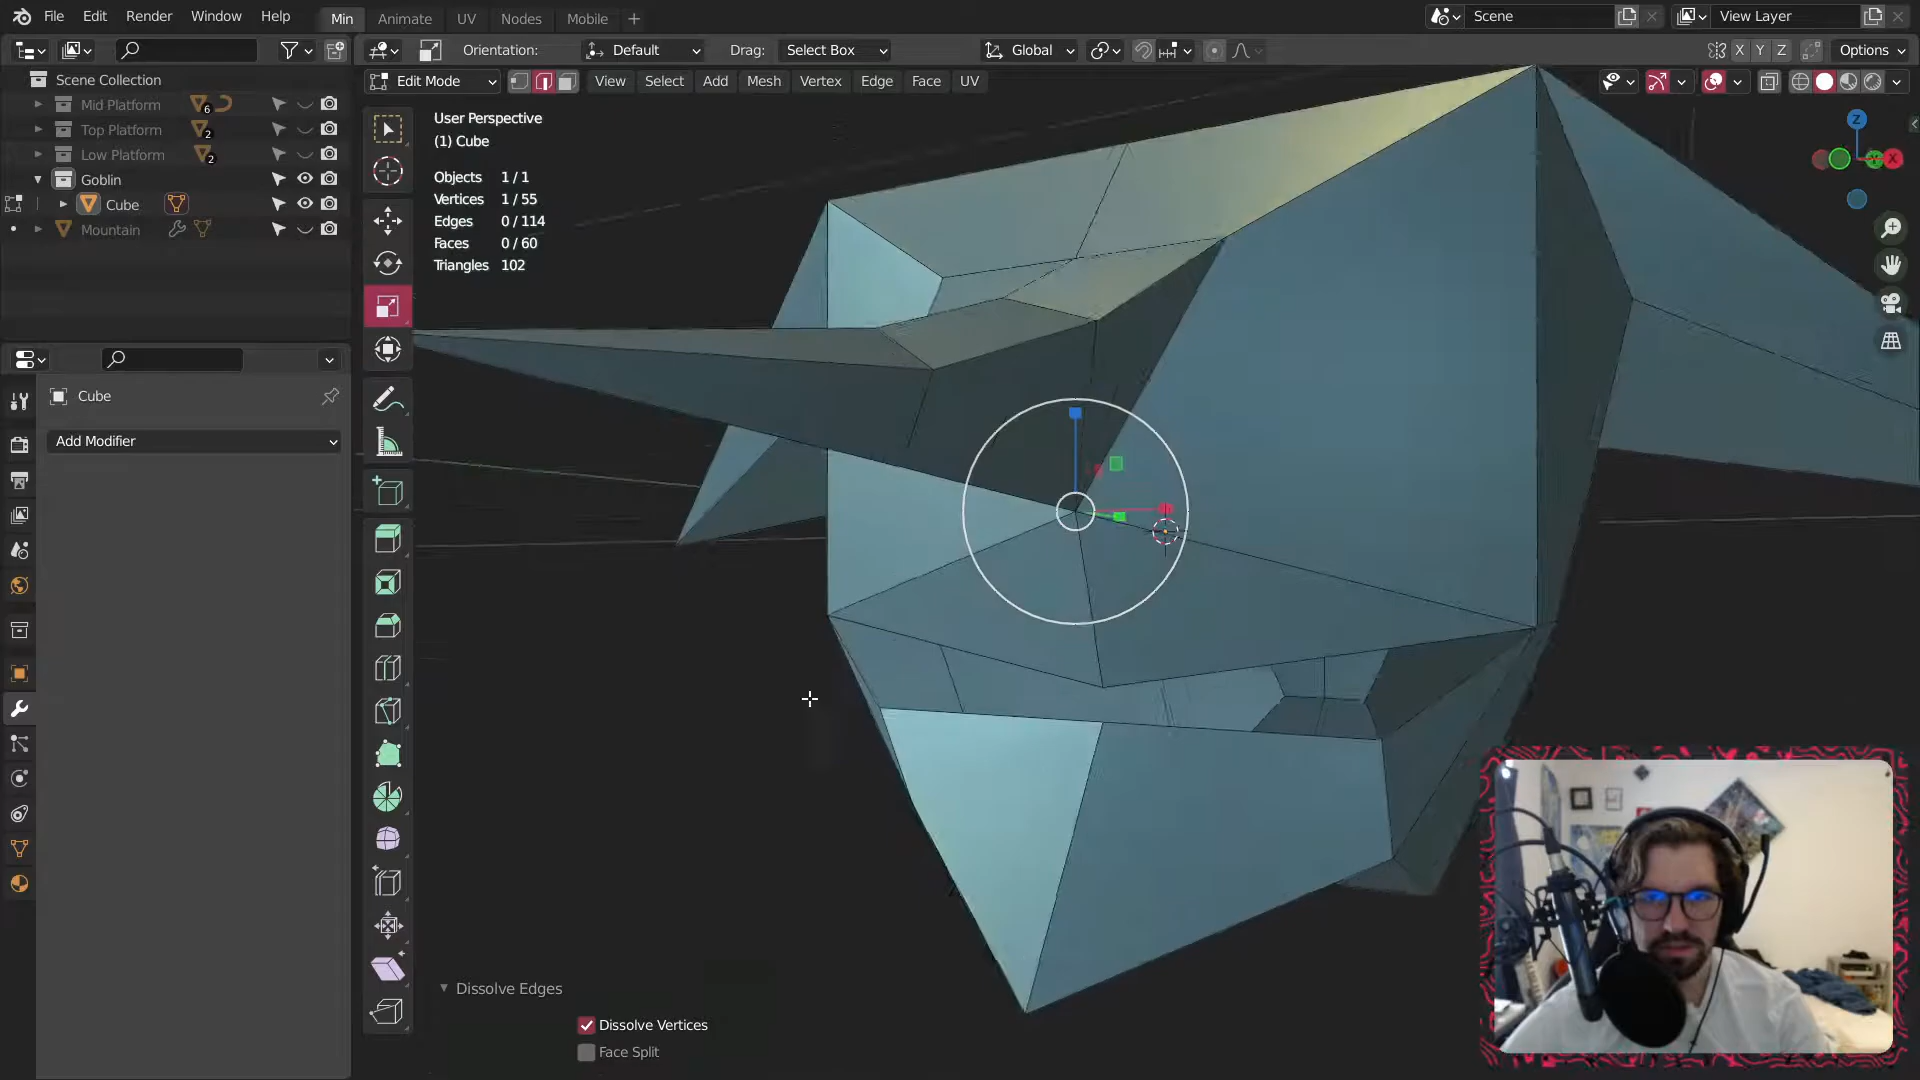 File Edit Render Window Help Min Animate UV Nodes Mobile Scene View Layer
Orientation: Default Drag: Select Box Global X Y Z Options
Scene Collection
Mid Platform 6
Top Platform 2
Low Platform 2
Goblin
Cube
Mountain
Edit Mode View Select Add Mesh Vertex Edge Face UV
User Perspective
(1) Cube
Objects 1 / 1
Vertices 1 / 55
Edges 0 / 114
Faces 0 / 60
Triangles 102
Z
X
Cube
Add Modifier
Dissolve Edges
Dissolve Vertices
Face Split